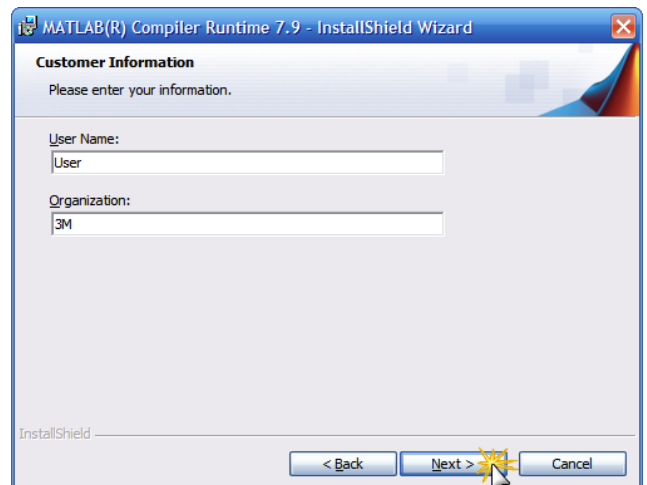 MATLAB(R) Compiler Runtime 7.9 - InstallShield Wizard
Customer Information
Please enter your information.
User Name:
User
Organization:
3M
InstallShield
< Back Next > Cancel